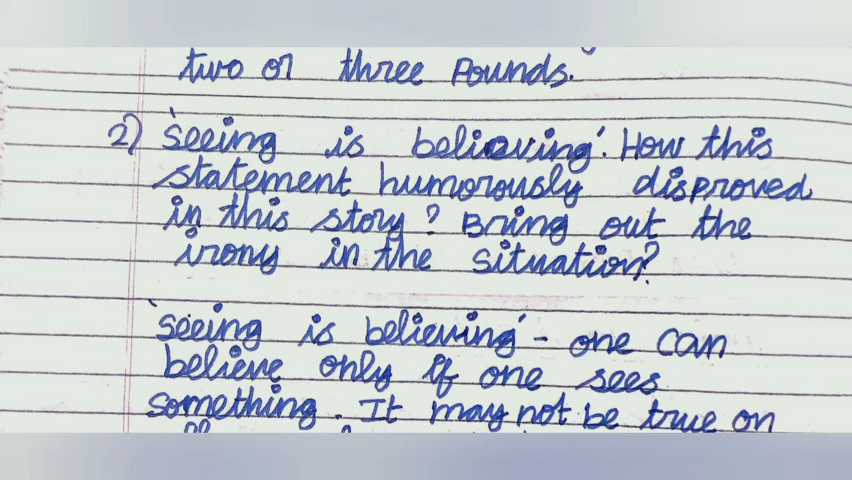 two or three Pounds.
2) 'seeing is believing'. How this
statement humorously disproved
in this story? Bring out the
irony in the situation?
'seeing is believing' - one can
believe only if one sees
something. It may not be true on